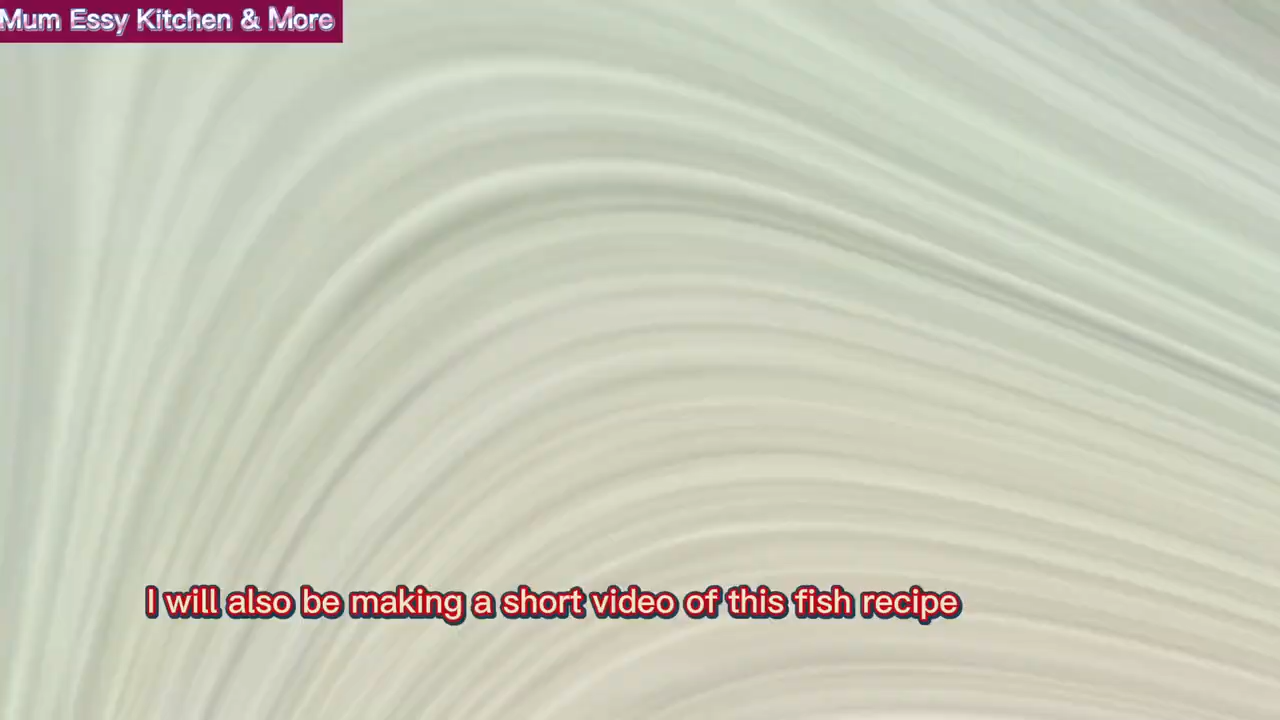 Mum Essy Kitchen & More
I will also be making a short video of this fish recipe